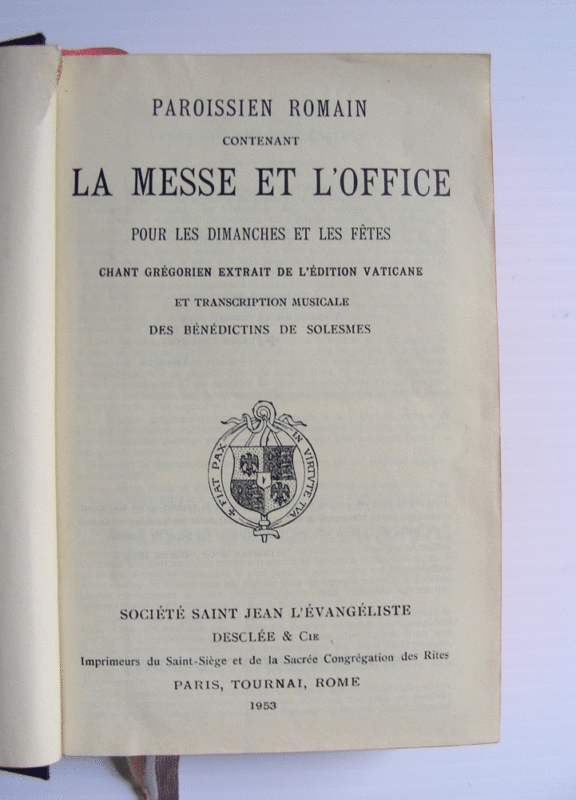 PAROISSIEN ROMAIN
CONTENANT
LA MESSE ET L'OFFICE
POUR LES DIMANCHES ET LES FÊTES
CHANT GRÉGORIEN EXTRAIT DE L'ÉDITION VATICANE
ET TRANSCRIPTION MUSICALE
DES BÉNÉDICTINS DE SOLESMES
✠ FIAT PAX IN VIRTVTE TVA
SOCIÉTÉ SAINT JEAN L'ÉVANGÉLISTE
DESCLÉE & CIE
Imprimeurs du Saint-Siège et de la Sacrée Congrégation des Rites
PARIS, TOURNAI, ROME
1953